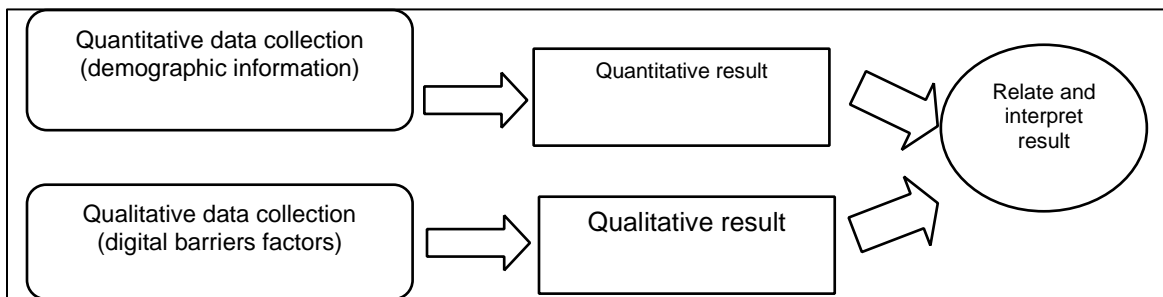 Quantitative data collection
(demographic information)
Quantitative result
Relate and
interpret
result
Qualitative data collection
(digital barriers factors)
Qualitative result